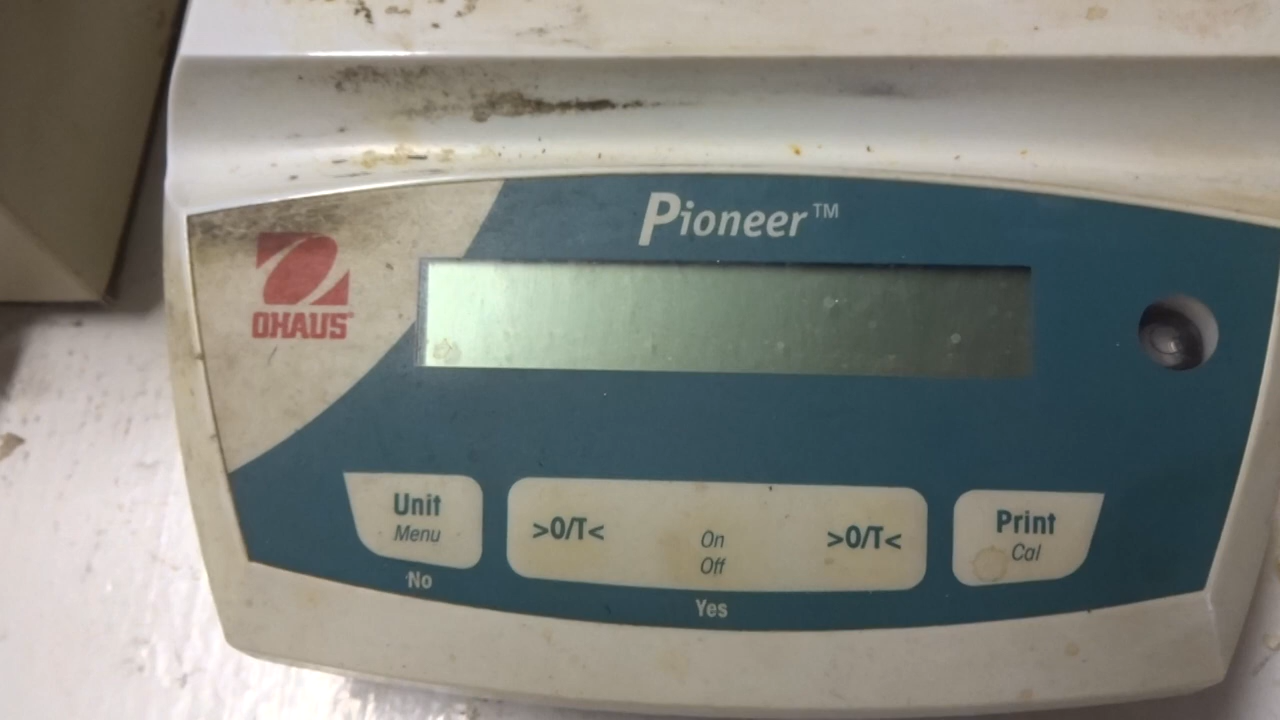 Pioneer™
OHAUS
Unit
Menu
No
>0/T<
On
Off
>0/T<
Yes
Print
Cal